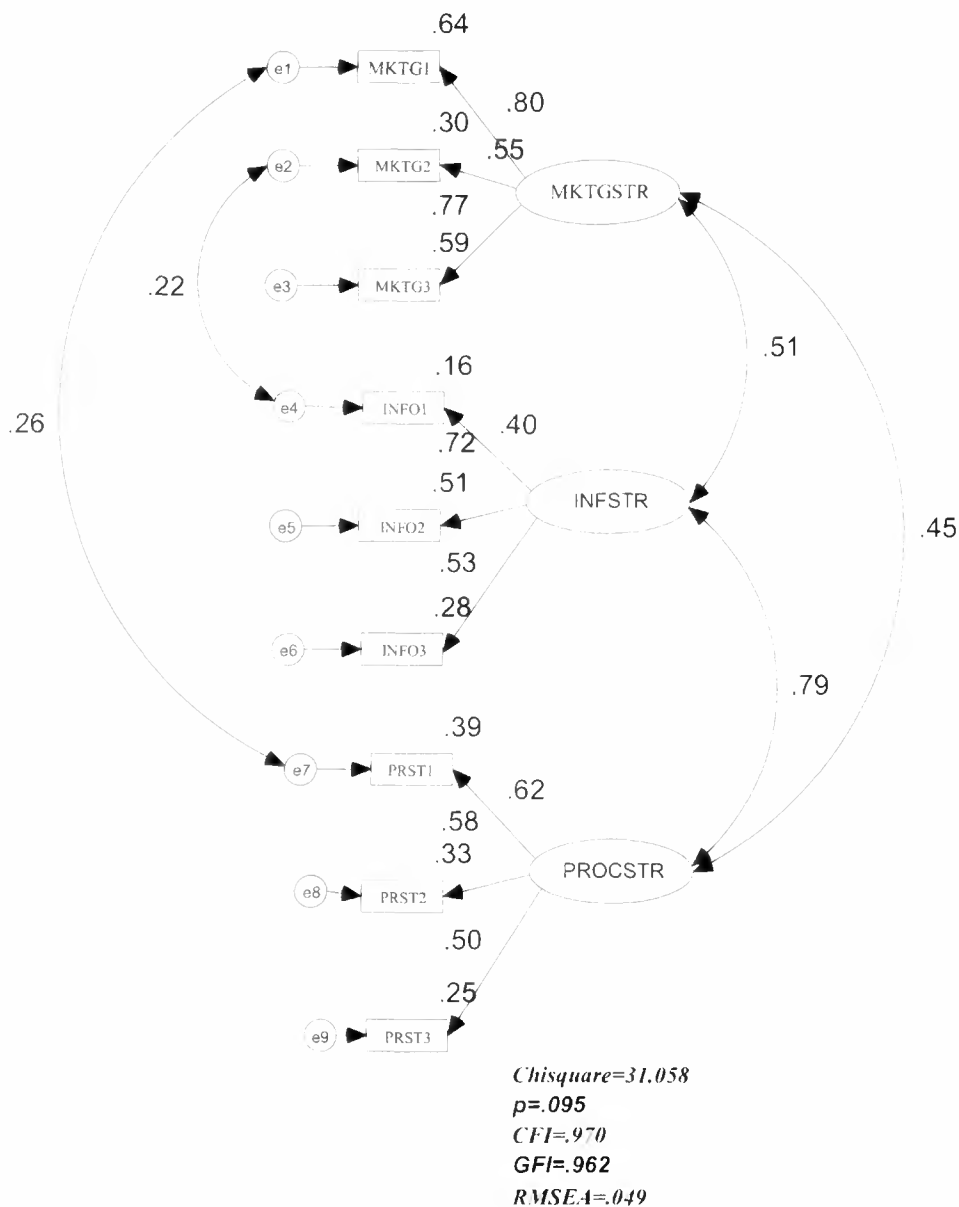 .64
e1 MKTG1
.80
.30
.55
e2 MKTG2
MKTGSTR
.77
.59
e3 MKTG3
.22
.51
.16
e4 INFO1
.26
.40
.72
.51
INFSTR
e5 INFO2
.45
.53
.28
e6 INFO3
.79
.39
e7 PRST1
.62
.58
.33
PROCSTR
e8 PRST2
.50
.25
e9 PRST3
Chisquare=31.058
p=.095
CFI=.970
GFI=.962
RMSEA=.049